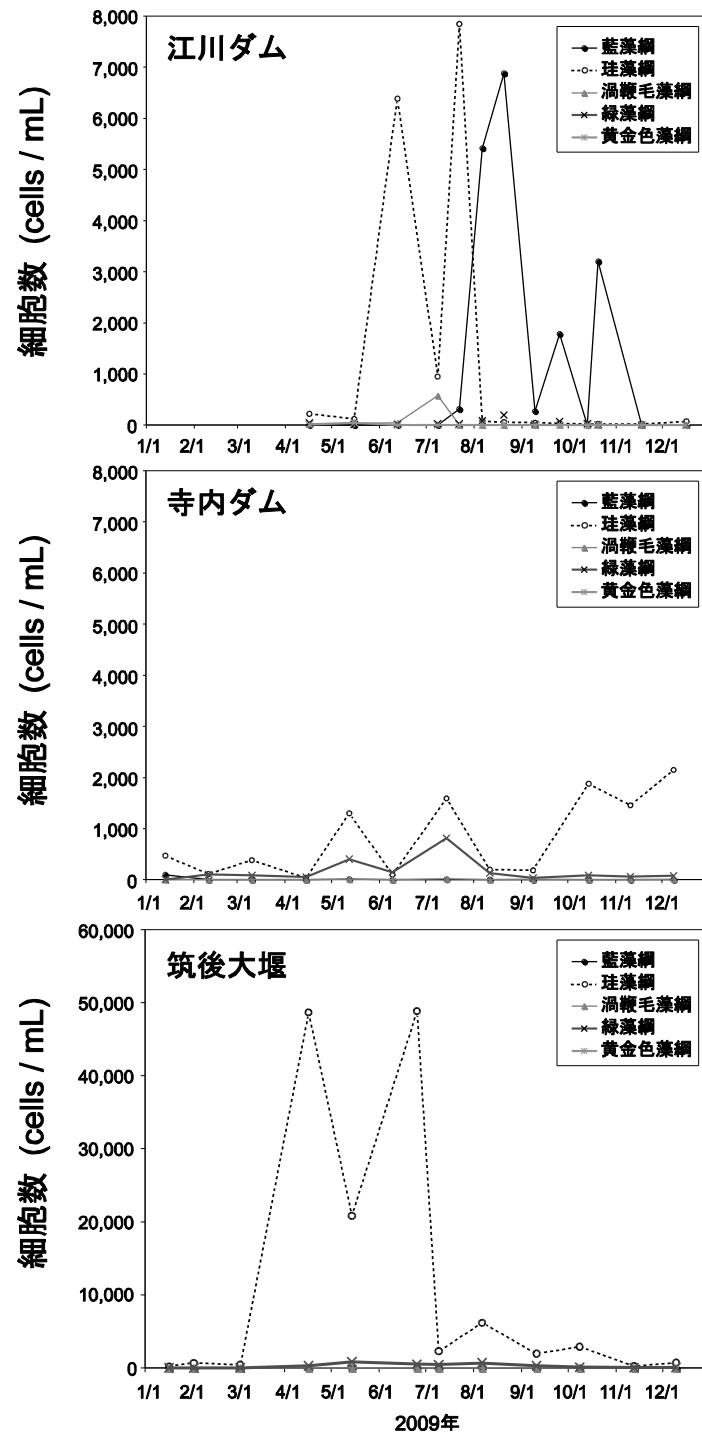 江川ダム
細胞数 (cells / mL)
8,000
7,000
6,000
5,000
4,000
3,000
2,000
1,000
0
藍藻綱
珪藻綱
渦鞭毛藻綱
緑藻綱
黄金色藻綱
1/1 2/1 3/1 4/1 5/1 6/1 7/1 8/1 9/1 10/1 11/1 12/1
寺内ダム
細胞数 (cells / mL)
8,000
7,000
6,000
5,000
4,000
3,000
2,000
1,000
0
藍藻綱
珪藻綱
渦鞭毛藻綱
緑藻綱
黄金色藻綱
1/1 2/1 3/1 4/1 5/1 6/1 7/1 8/1 9/1 10/1 11/1 12/1
筑後大堰
細胞数 (cells / mL)
60,000
50,000
40,000
30,000
20,000
10,000
0
藍藻綱
珪藻綱
渦鞭毛藻綱
緑藻綱
黄金色藻綱
1/1 2/1 3/1 4/1 5/1 6/1 7/1 8/1 9/1 10/1 11/1 12/1
2009年